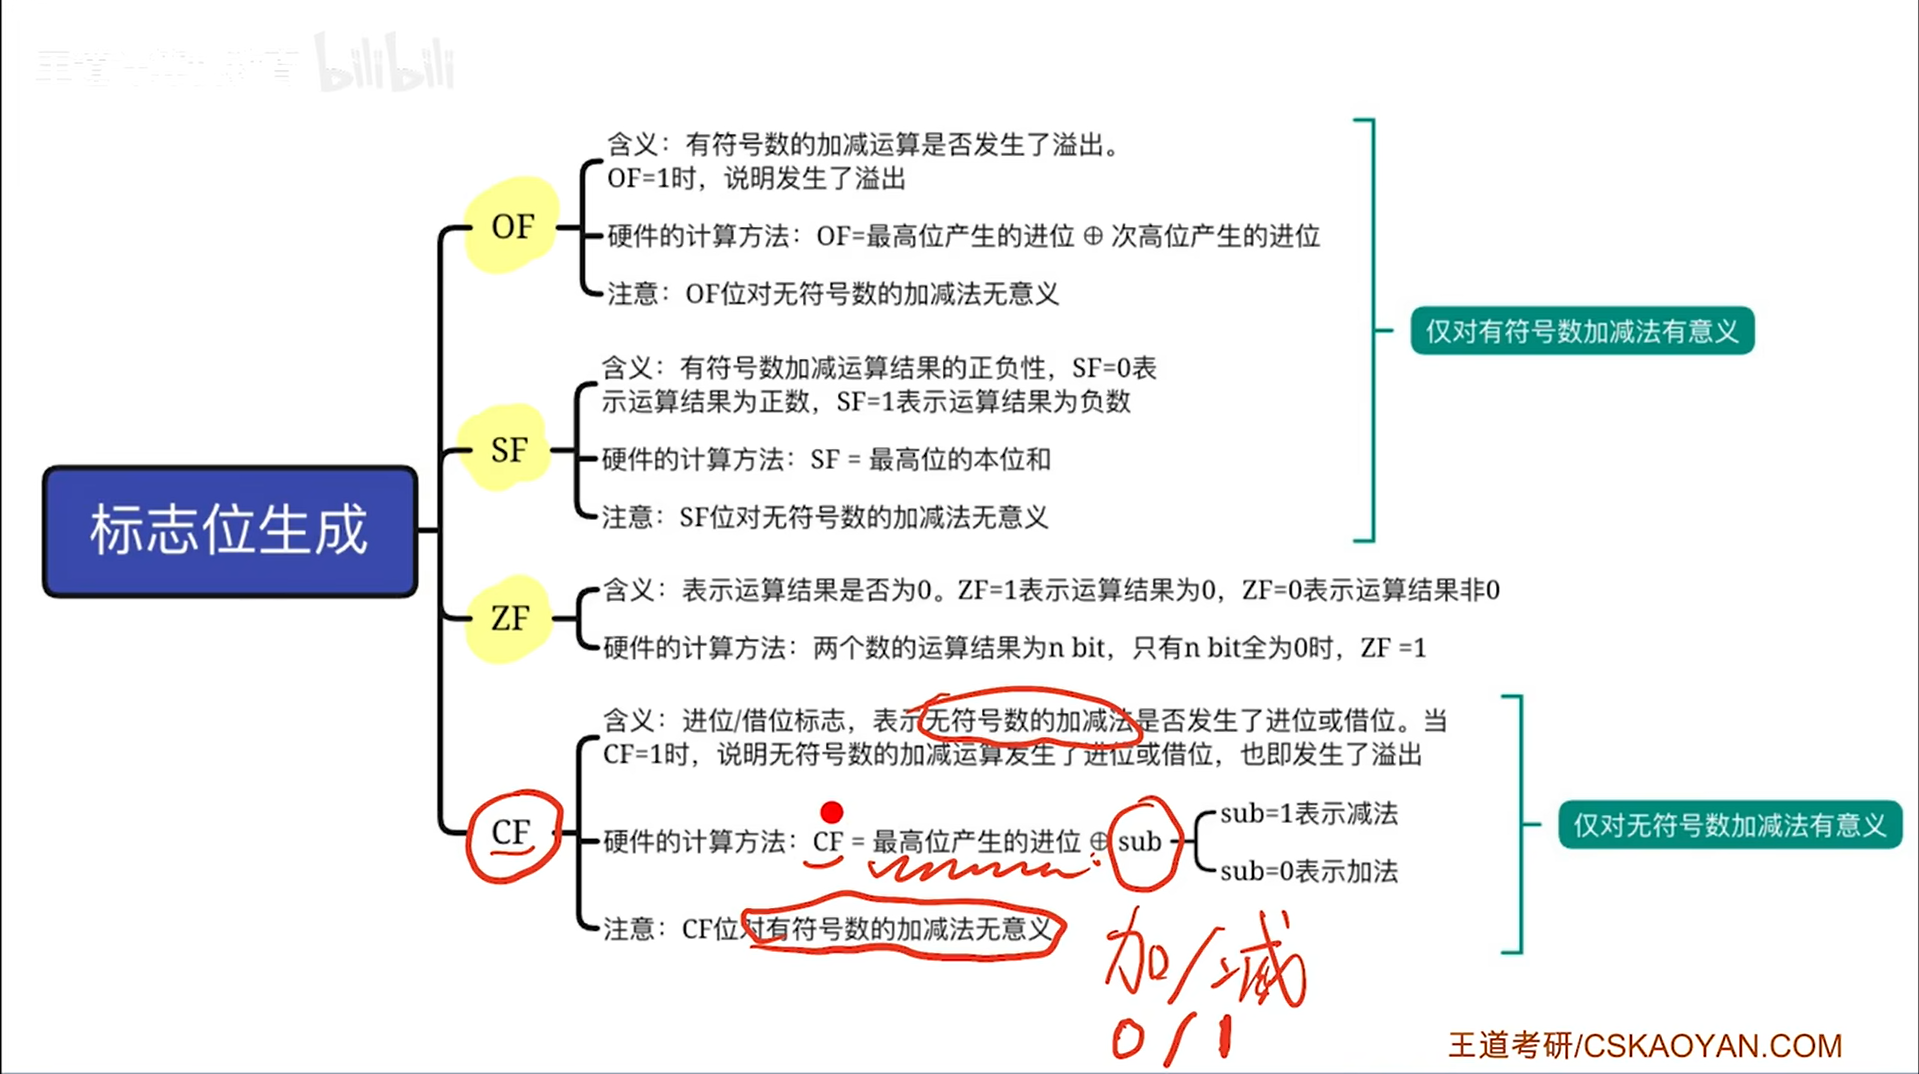 bilibili
含义：有符号数的加减运算是否发生了溢出。
OF=1时，说明发生了溢出
OF
硬件的计算方法：OF=最高位产生的进位 ⊕ 次高位产生的进位
注意：OF位对无符号数的加减法无意义
仅对有符号数加减法有意义
含义：有符号数加减运算结果的正负性，SF=0表
示运算结果为正数，SF=1表示运算结果为负数
SF
硬件的计算方法：SF = 最高位的本位和
注意：SF位对无符号数的加减法无意义
标志位生成
含义：表示运算结果是否为0。ZF=1表示运算结果为0，ZF=0表示运算结果非0
ZF
硬件的计算方法：两个数的运算结果为n bit，只有n bit全为0时，ZF =1
含义：进位/借位标志，表示无符号数的加减法是否发生了进位或借位。当
CF=1时，说明无符号数的加减运算发生了进位或借位，也即发生了溢出
CF
硬件的计算方法：CF = 最高位产生的进位 ⊕ sub
sub=1表示减法
sub=0表示加法
仅对无符号数加减法有意义
注意：CF位对有符号数的加减法无意义
加/减
0/1
王道考研/CSKAOYAN.COM